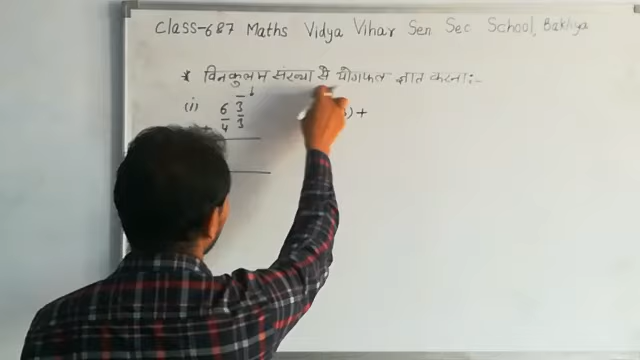 Class-6&7 Maths Vidya Vihar Sen Sec School, Bakliya
* विनकुलम संख्या से योगफल ज्ञात करना :-
(i) 6 3
+
4 3
) +